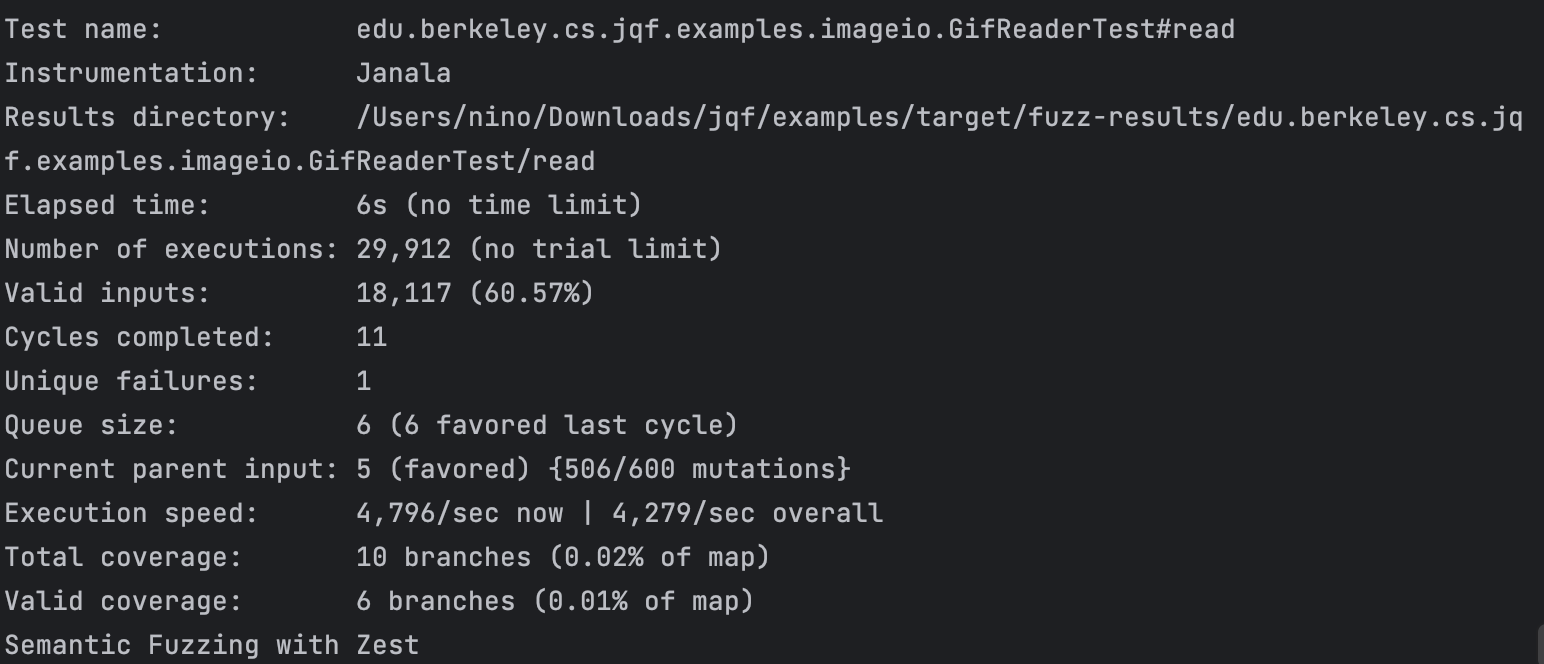 Test name:            edu.berkeley.cs.jqf.examples.imageio.GifReaderTest#read
Instrumentation:      Janala
Results directory:    /Users/nino/Downloads/jqf/examples/target/fuzz-results/edu.berkeley.cs.jq
f.examples.imageio.GifReaderTest/read
Elapsed time:         6s (no time limit)
Number of executions: 29,912 (no trial limit)
Valid inputs:         18,117 (60.57%)
Cycles completed:     11
Unique failures:      1
Queue size:           6 (6 favored last cycle)
Current parent input: 5 (favored) {506/600 mutations}
Execution speed:      4,796/sec now | 4,279/sec overall
Total coverage:       10 branches (0.02% of map)
Valid coverage:       6 branches (0.01% of map)
Semantic Fuzzing with Zest